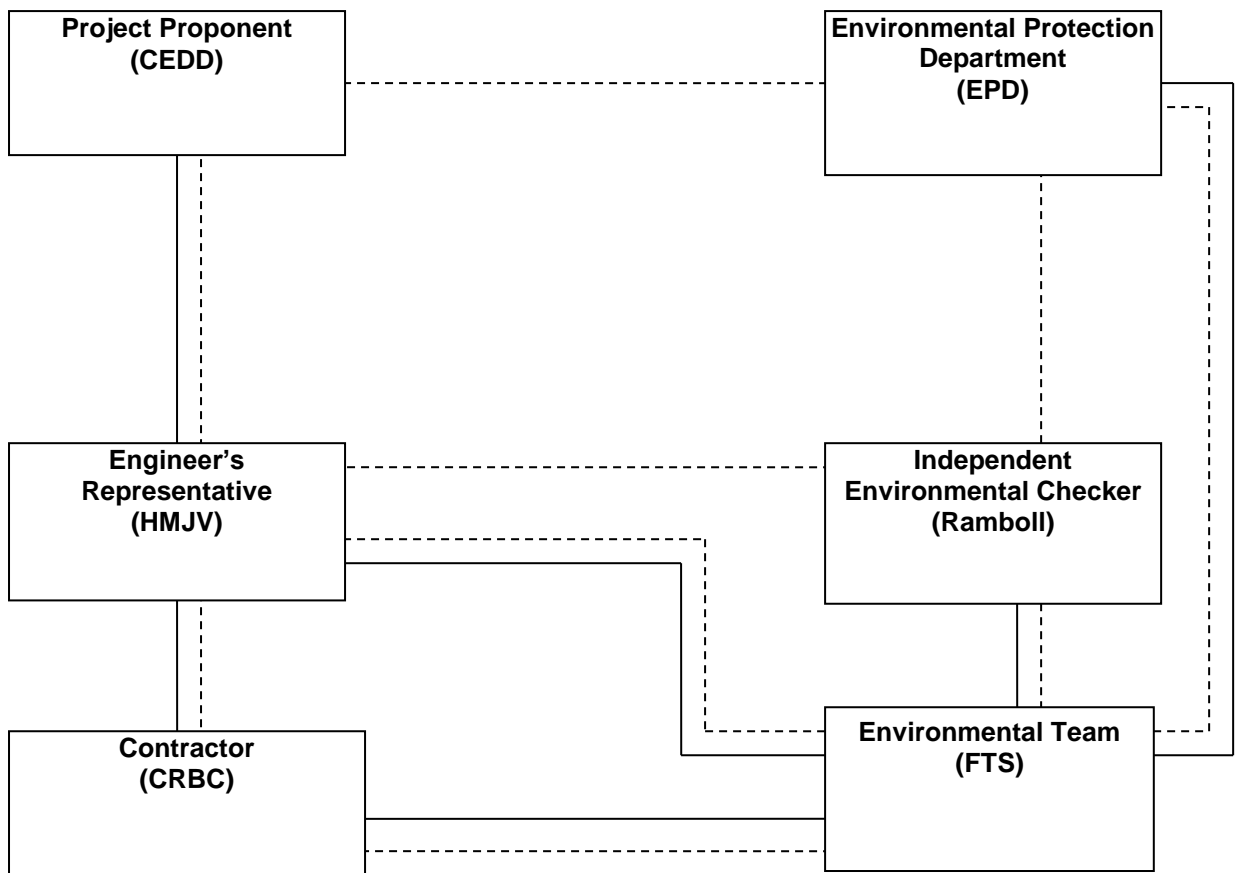 Project Proponent
(CEDD)
Environmental Protection
Department
(EPD)
Engineer’s
Representative
(HMJV)
Independent
Environmental Checker
(Ramboll)
Contractor
(CRBC)
Environmental Team
(FTS)